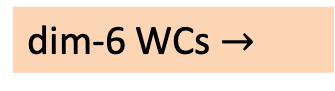 dim-6 WCs →